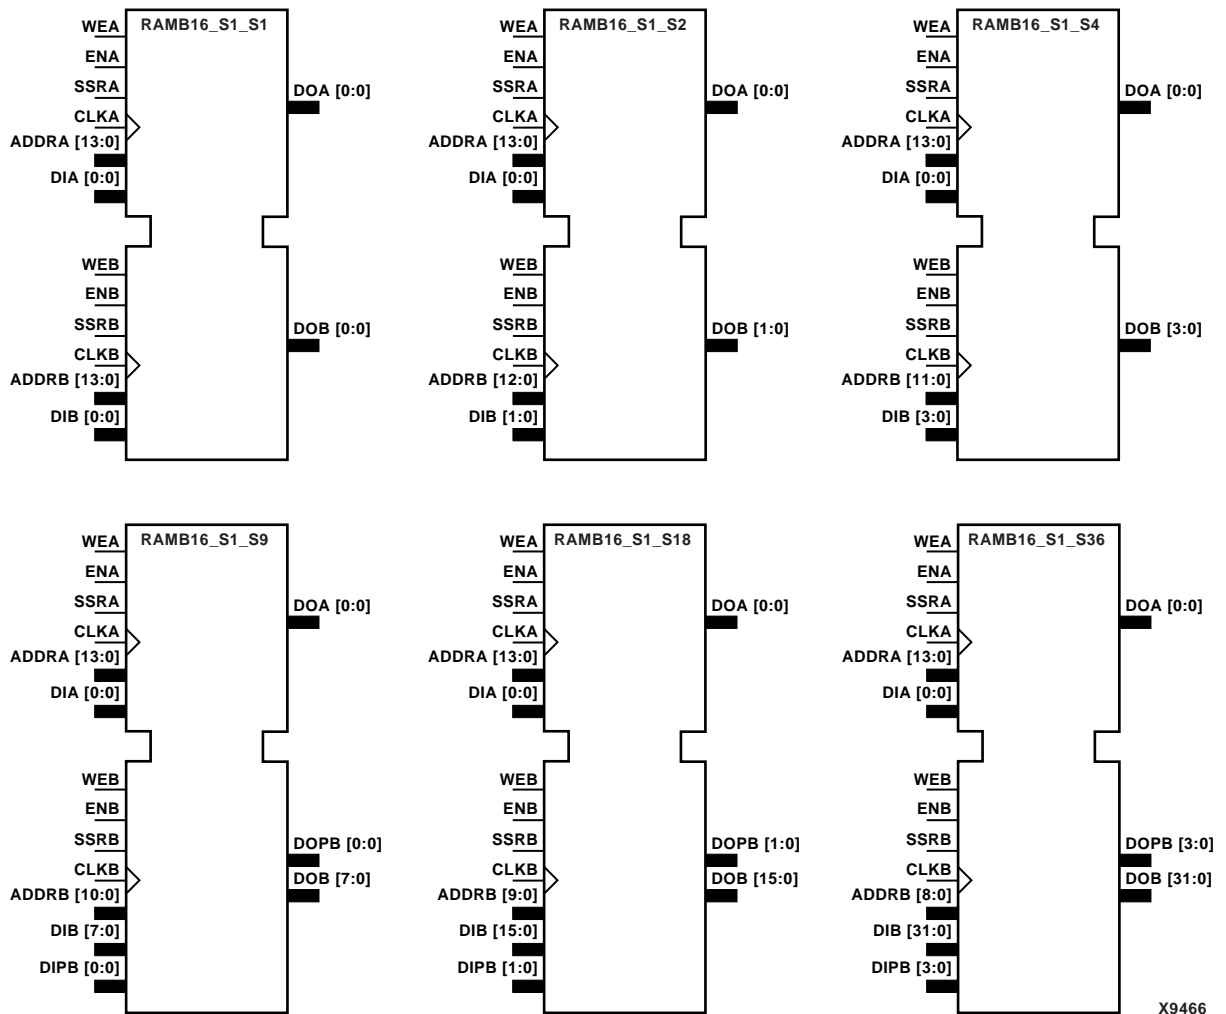 RAMB16_S1_S1
WEA
ENA
SSRA
CLKA
ADDRA [13:0]
DIA [0:0]
DOA [0:0]
WEB
ENB
SSRB
CLKB
ADDRB [13:0]
DIB [0:0]
DOB [0:0]
RAMB16_S1_S2
WEA
ENA
SSRA
CLKA
ADDRA [13:0]
DIA [0:0]
DOA [0:0]
WEB
ENB
SSRB
CLKB
ADDRB [12:0]
DIB [1:0]
DOB [1:0]
RAMB16_S1_S4
WEA
ENA
SSRA
CLKA
ADDRA [13:0]
DIA [0:0]
DOA [0:0]
WEB
ENB
SSRB
CLKB
ADDRB [11:0]
DIB [3:0]
DOB [3:0]
RAMB16_S1_S9
WEA
ENA
SSRA
CLKA
ADDRA [13:0]
DIA [0:0]
DOA [0:0]
WEB
ENB
SSRB
CLKB
ADDRB [10:0]
DIB [7:0]
DIPB [0:0]
DOPB [0:0]
DOB [7:0]
RAMB16_S1_S18
WEA
ENA
SSRA
CLKA
ADDRA [13:0]
DIA [0:0]
DOA [0:0]
WEB
ENB
SSRB
CLKB
ADDRB [9:0]
DIB [15:0]
DIPB [1:0]
DOPB [1:0]
DOB [15:0]
RAMB16_S1_S36
WEA
ENA
SSRA
CLKA
ADDRA [13:0]
DIA [0:0]
DOA [0:0]
WEB
ENB
SSRB
CLKB
ADDRB [8:0]
DIB [31:0]
DIPB [3:0]
DOPB [3:0]
DOB [31:0]
X9466